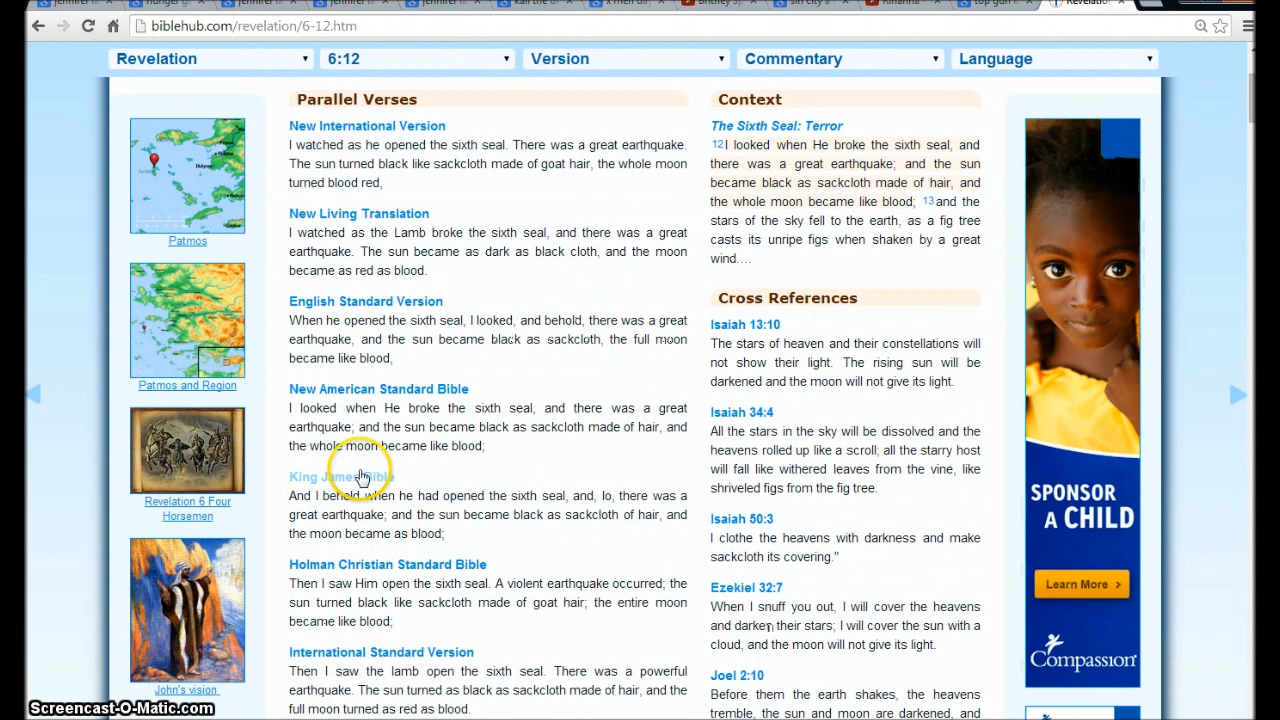 biblehub.com/revelation/6-12.htm
Revelation
6:12
Version
Commentary
Language
Patmos
Patmos and Region
Revelation 6 Four
Horsemen
John's vision
Parallel Verses
New International Version
I watched as he opened the sixth seal. There was a great earthquake.
The sun turned black like sackcloth made of goat hair, the whole moon
turned blood red,
New Living Translation
I watched as the Lamb broke the sixth seal, and there was a great
earthquake. The sun became as dark as black cloth, and the moon
became as red as blood.
English Standard Version
When he opened the sixth seal, I looked, and behold, there was a great
earthquake, and the sun became black as sackcloth, the full moon
became like blood,
New American Standard Bible
I looked when He broke the sixth seal, and there was a great
earthquake; and the sun became black as sackcloth made of hair, and
the whole moon became like blood;
King James Bible
And I beheld when he had opened the sixth seal, and, lo, there was a
great earthquake; and the sun became black as sackcloth of hair, and
the moon became as blood;
Holman Christian Standard Bible
Then I saw Him open the sixth seal. A violent earthquake occurred; the
sun turned black like sackcloth made of goat hair; the entire moon
became like blood;
International Standard Version
Then I saw the lamb open the sixth seal. There was a powerful
earthquake. The sun turned as black as sackcloth made of hair, and the
full moon turned as red as blood.
Context
The Sixth Seal: Terror
12I looked when He broke the sixth seal, and
there was a great earthquake; and the sun
became black as sackcloth made of hair, and
the whole moon became like blood; 13and the
stars of the sky fell to the earth, as a fig tree
casts its unripe figs when shaken by a great
wind....
Cross References
Isaiah 13:10
The stars of heaven and their constellations will
not show their light. The rising sun will be
darkened and the moon will not give its light.
Isaiah 34:4
All the stars in the sky will be dissolved and the
heavens rolled up like a scroll; all the starry host
will fall like withered leaves from the vine, like
shriveled figs from the fig tree.
Isaiah 50:3
I clothe the heavens with darkness and make
sackcloth its covering."
Ezekiel 32:7
When I snuff you out, I will cover the heavens
and darken their stars; I will cover the sun with a
cloud, and the moon will not give its light.
Joel 2:10
Before them the earth shakes, the heavens
tremble, the sun and moon are darkened, and
SPONSOR
A CHILD
Learn More >
Compassion
Screencast-O-Matic.com